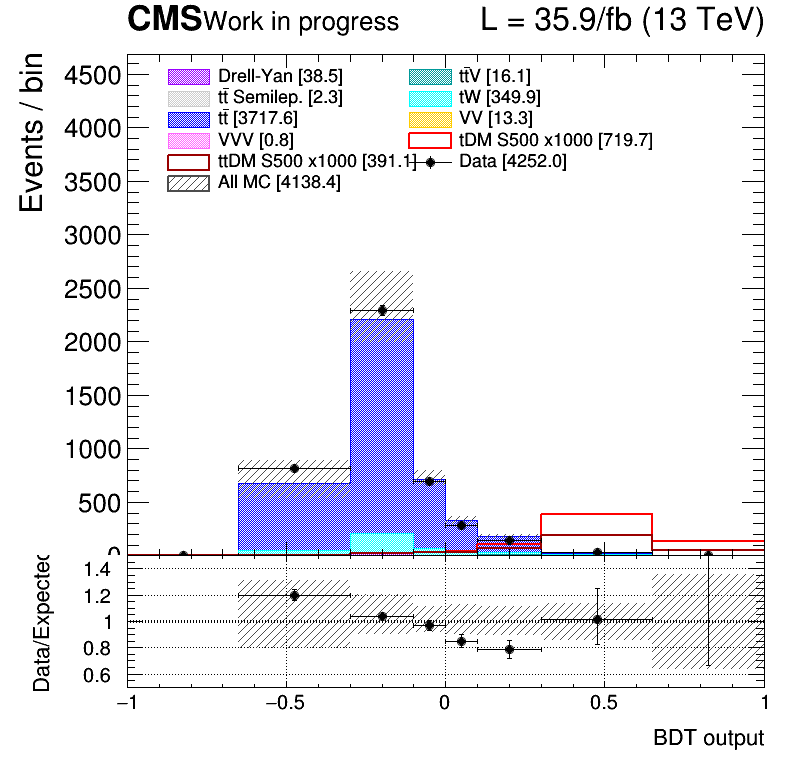 CMS Work in progress L = 35.9/fb (13 TeV)
Events / bin
4500
4000
3500
3000
2500
2000
1500
1000
500
0
Drell-Yan [38.5] tt̄V [16.1]
tt̄ Semilep. [2.3] tW [349.9]
tt̄ [3717.6] VV [13.3]
VVV [0.8] tDM S500 x1000 [719.7]
ttDM S500 x1000 [391.1] Data [4252.0]
All MC [4138.4]
Data/Expected
1.4
1.2
1
0.8
0.6
−1 −0.5 0 0.5 1
BDT output